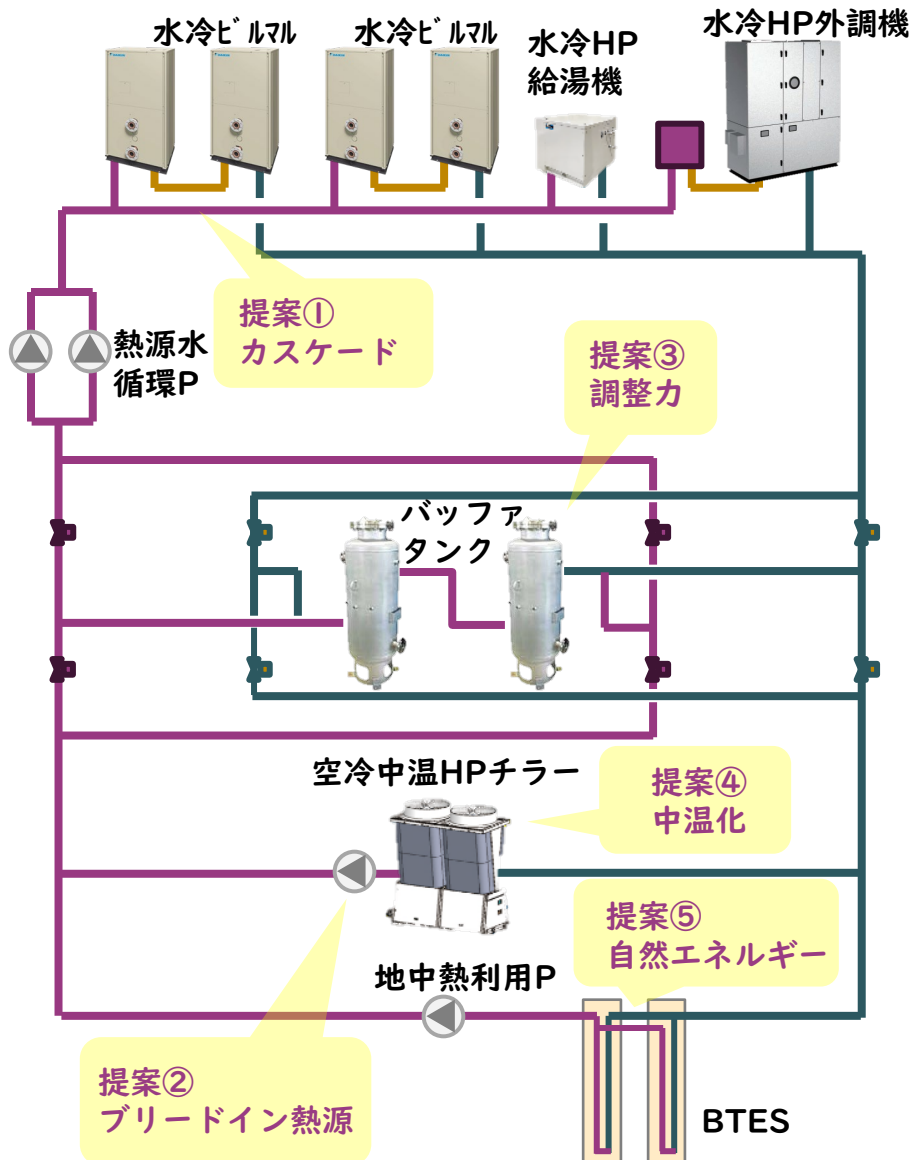 水冷ﾋﾞﾙﾏﾙ
水冷ﾋﾞﾙﾏﾙ
水冷HP
給湯機
水冷HP外調機
提案①
カスケード
熱源水
循環P
提案③
調整力
バッファ
タンク
空冷中温HPチラー
提案④
中温化
提案⑤
自然エネルギー
地中熱利用P
提案②
ブリードイン熱源
BTES